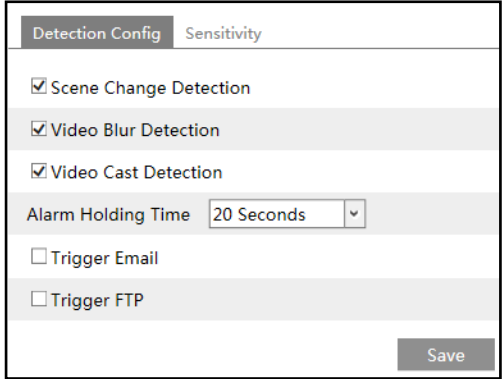 Detection Config Sensitivity
Scene Change Detection
Video Blur Detection
Video Cast Detection
Alarm Holding Time 20 Seconds
Trigger Email
Trigger FTP
Save